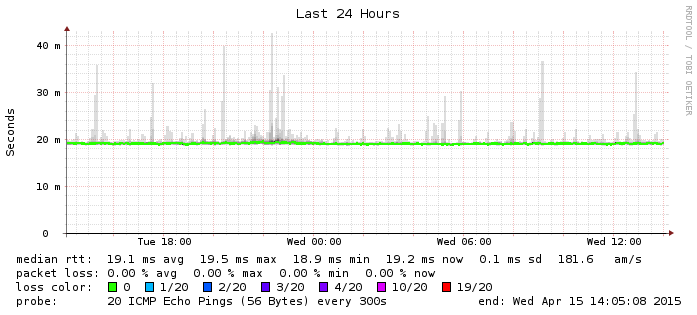 Last 24 Hours
RRDTOOL / TOBI OETIKER
Seconds
40 m
30 m
20 m
10 m
0
Tue 18:00 Wed 00:00 Wed 06:00 Wed 12:00
median rtt: 19.1 ms avg 19.5 ms max 18.9 ms min 19.2 ms now 0.1 ms sd 181.6 am/s
packet loss: 0.00 % avg 0.00 % max 0.00 % min 0.00 % now
loss color: 0 1/20 2/20 3/20 4/20 10/20 19/20
probe: 20 ICMP Echo Pings (56 Bytes) every 300s end: Wed Apr 15 14:05:08 2015